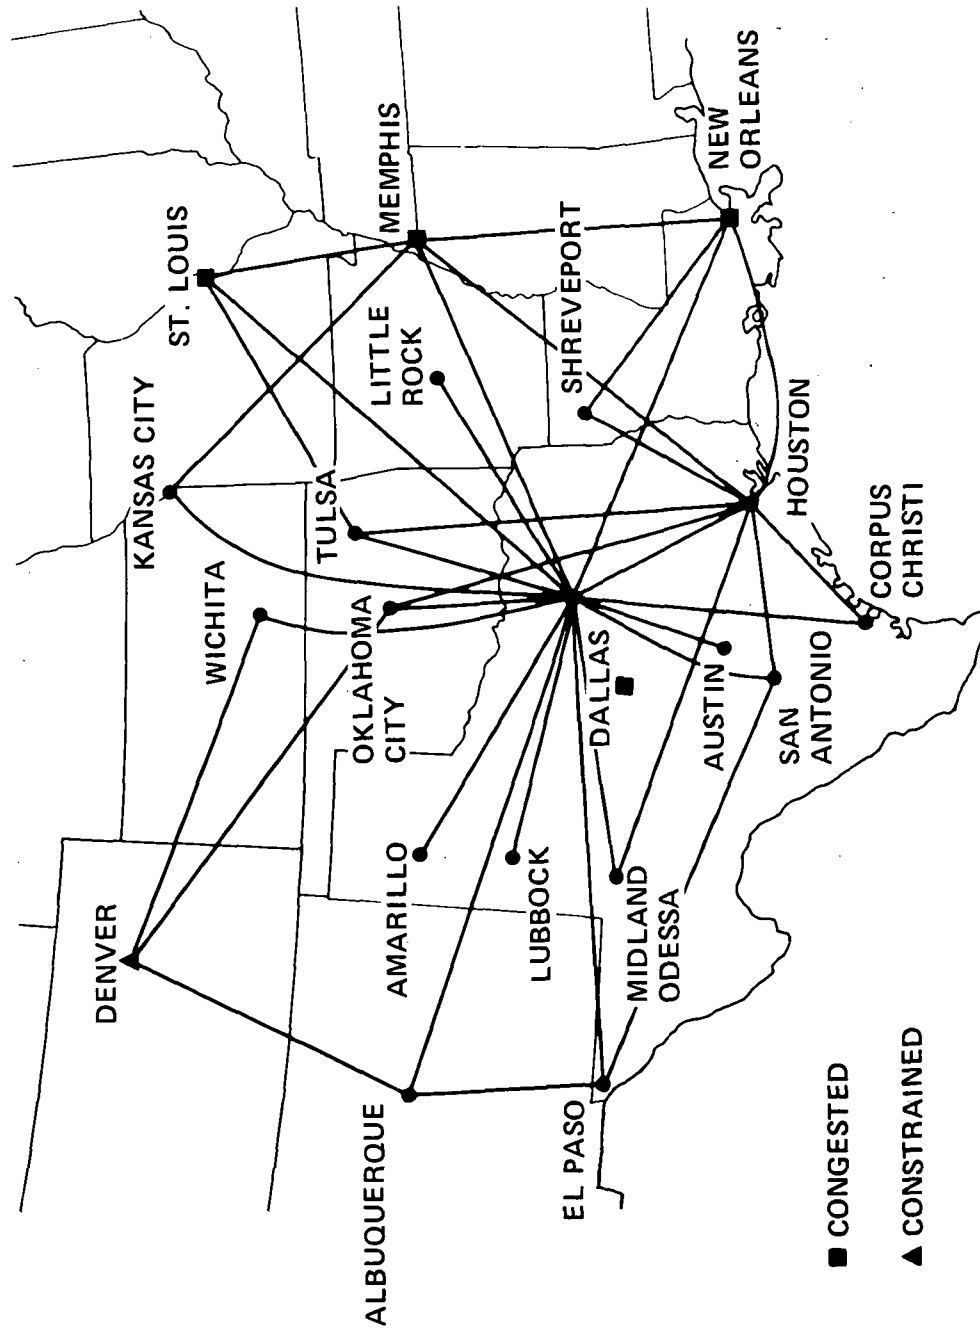 DENVER
KANSAS CITY
ST. LOUIS
WICHITA
TULSA
MEMPHIS
LITTLE
ROCK
OKLAHOMA
CITY
ALBUQUERQUE
AMARILLO
LUBBOCK
SHREVEPORT
DALLAS
EL PASO
MIDLAND
ODESSA
NEW
ORLEANS
AUSTIN
HOUSTON
SAN
ANTONIO
CORPUS
CHRISTI
CONGESTED
CONSTRAINED